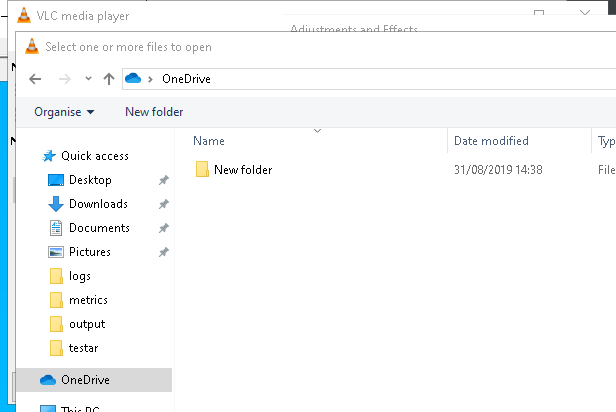 VLC media player
Adjustments and Effects
Select one or more files to open
OneDrive
Organise
New folder
Name
Date modified
Typ
Quick access
New folder
31/08/2019 14:38
File
Desktop
Downloads
Documents
Pictures
logs
metrics
output
testar
OneDrive
This PC